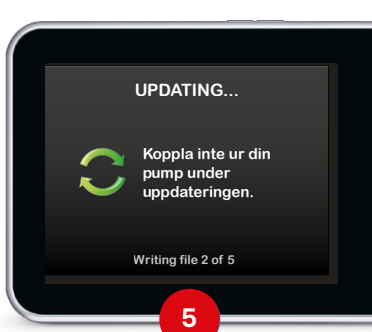 UPDATING...
Koppla inte ur din
pump under
uppdateringen.
Writing file 2 of 5
5